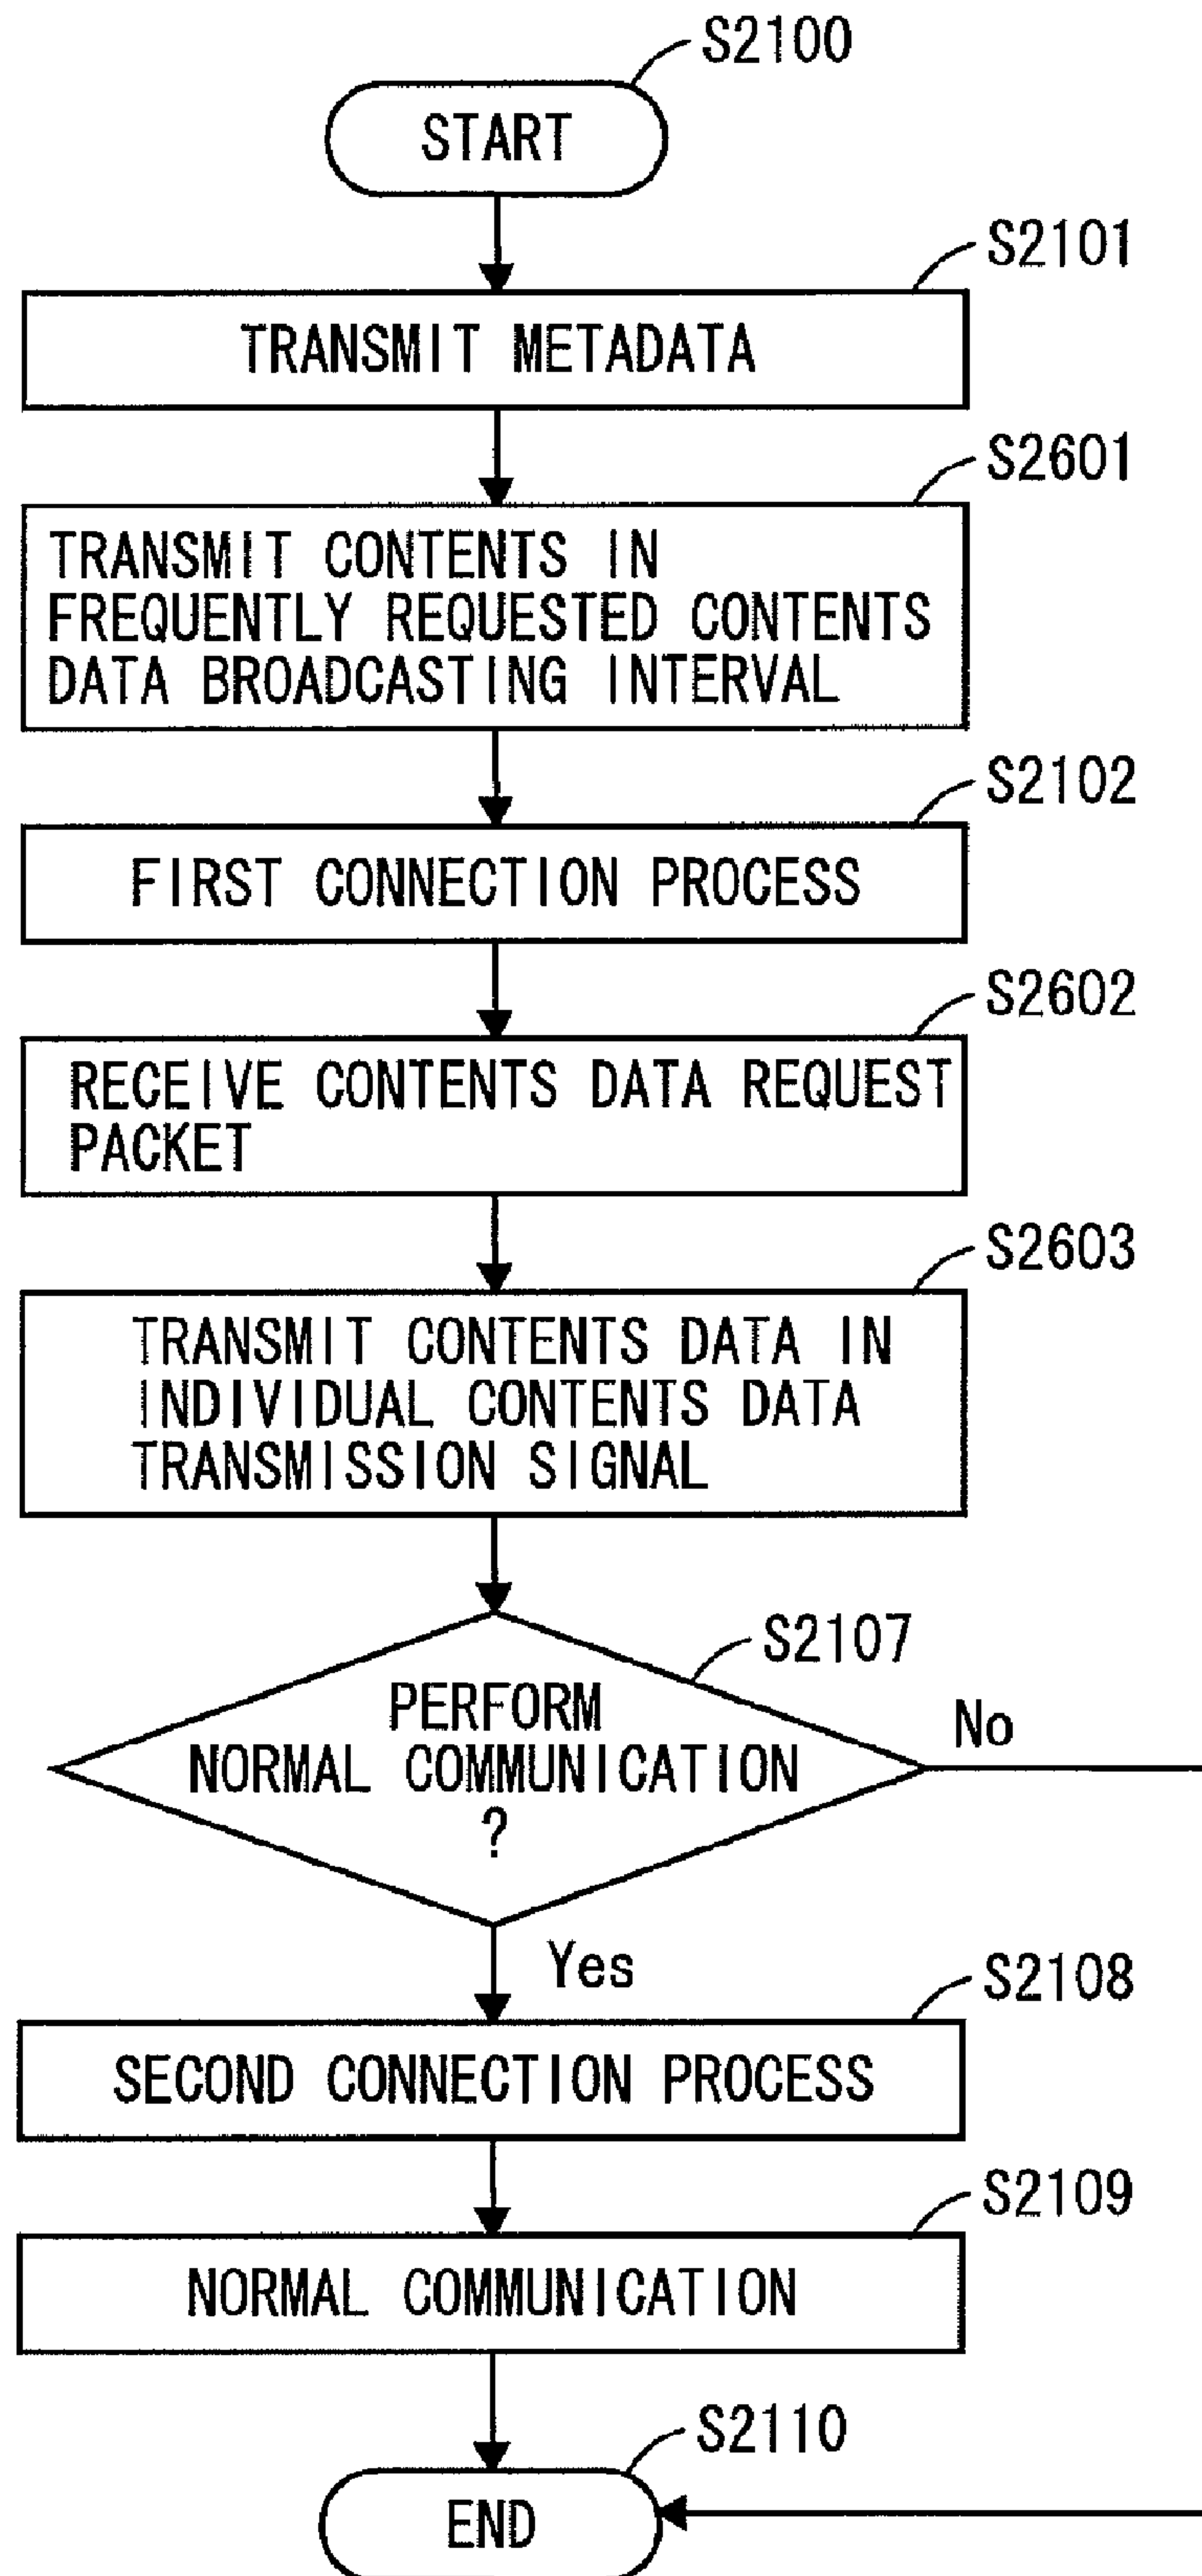 S2100
START
S2101
TRANSMIT METADATA
S2601
TRANSMIT CONTENTS IN
FREQUENTLY REQUESTED CONTENTS
DATA BROADCASTING INTERVAL
S2102
FIRST CONNECTION PROCESS
S2602
RECEIVE CONTENTS DATA REQUEST
PACKET
S2603
TRANSMIT CONTENTS DATA IN
INDIVIDUAL CONTENTS DATA
TRANSMISSION SIGNAL
S2107
PERFORM
NORMAL COMMUNICATION
?
No
Yes
S2108
SECOND CONNECTION PROCESS
S2109
NORMAL COMMUNICATION
S2110
END